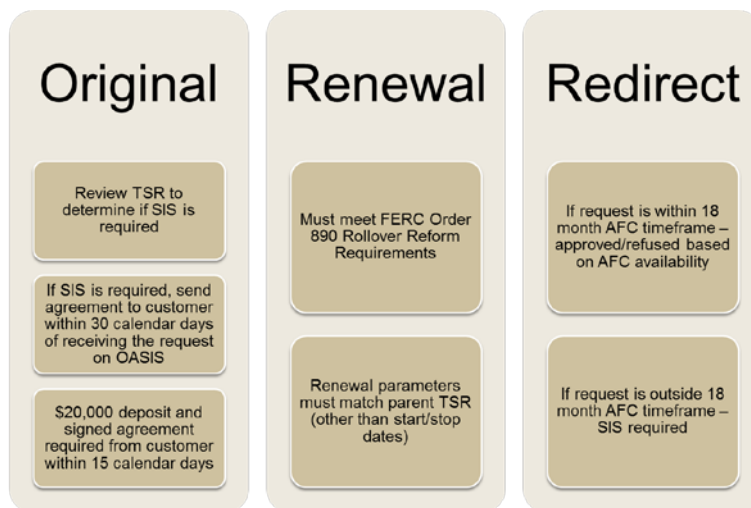 Original
Review TSR to
determine if SIS is
required
If SIS is required, send
agreement to customer
within 30 calendar days
of receiving the request
on OASIS
$20,000 deposit and
signed agreement
required from customer
within 15 calendar days
Renewal
Must meet FERC Order
890 Rollover Reform
Requirements
Renewal parameters
must match parent TSR
(other than start/stop
dates)
Redirect
If request is within 18
month AFC timeframe –
approved/refused based
on AFC availability
If request is outside 18
month AFC timeframe –
SIS required